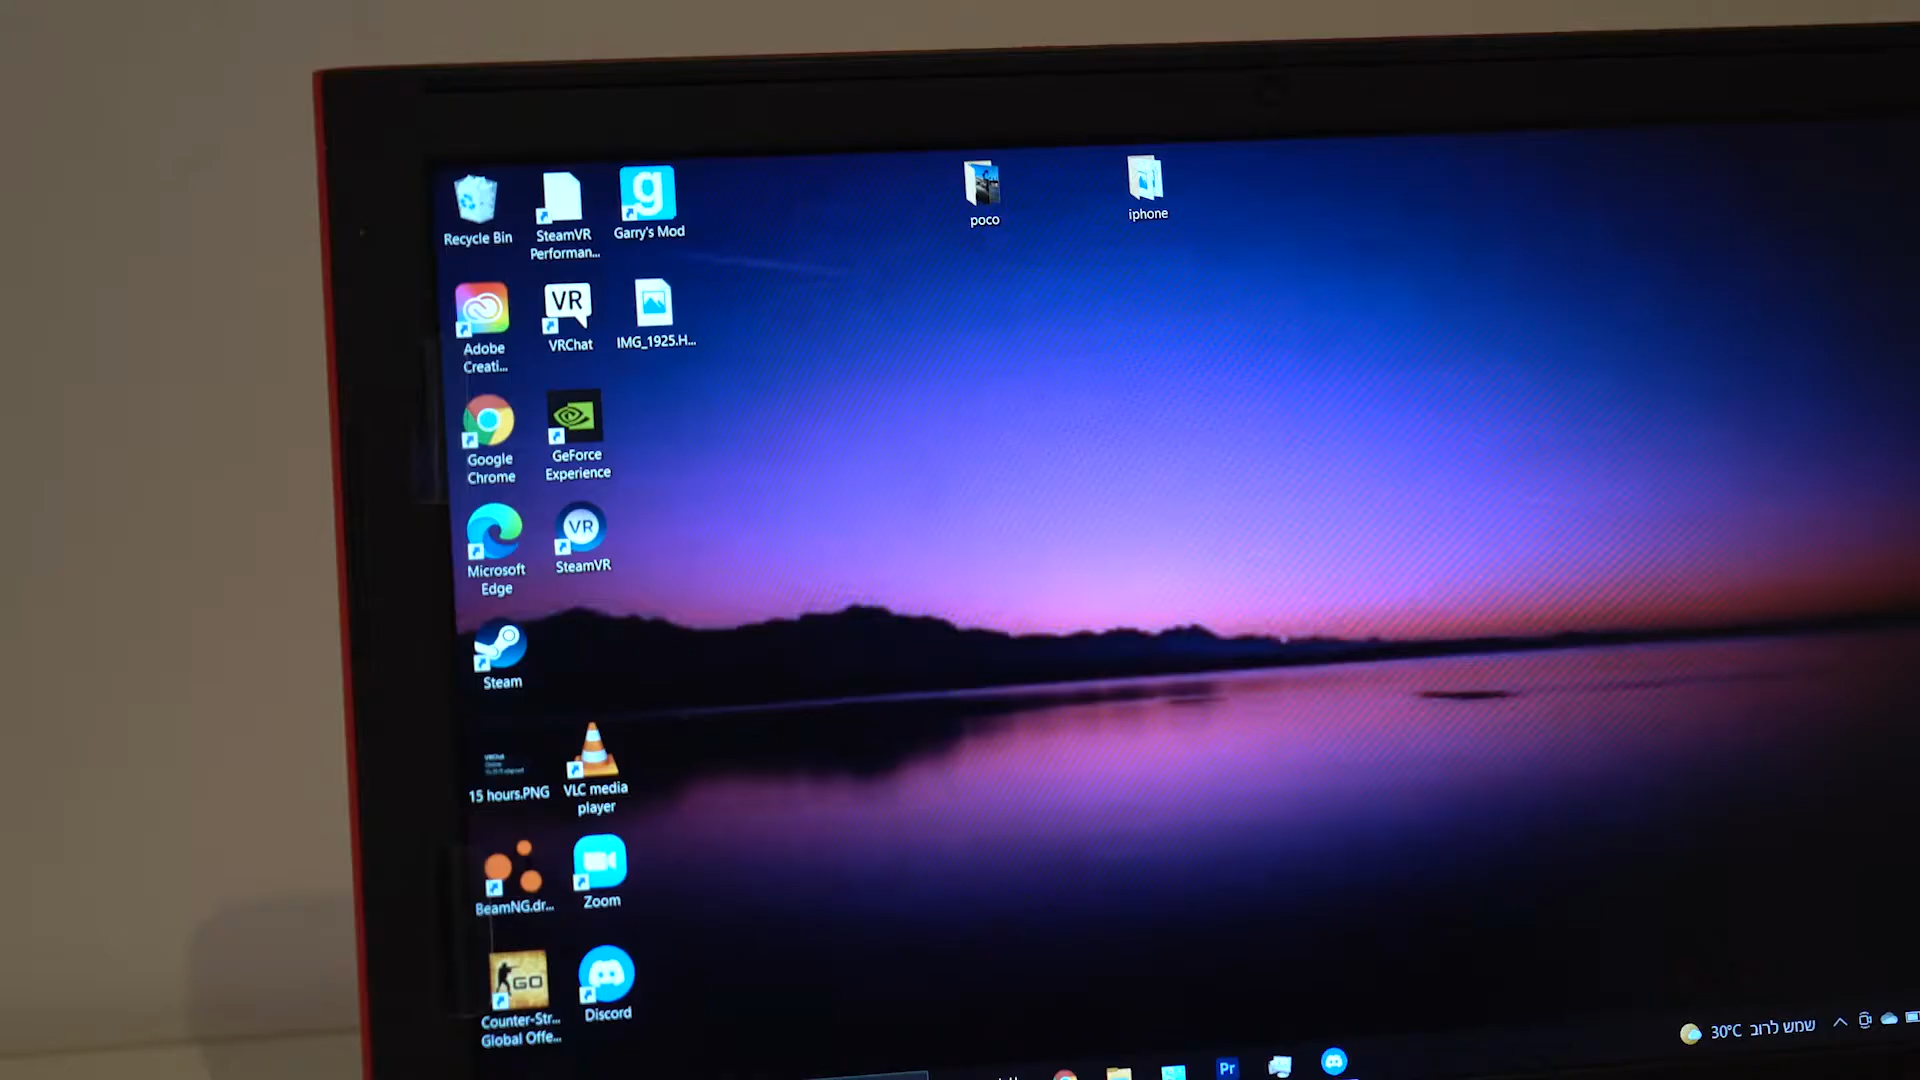 Recycle Bin
SteamVR
Performan...
g
Garry's Mod
poco
iphone
Adobe
Creati...
VR
VRChat
IMG_1925.H...
Google
Chrome
GeForce
Experience
Microsoft
Edge
VR
SteamVR
Steam
VRChat
15 hours.PNG
VLC media
player
BeamNG.dr...
Zoom
GO
Counter-Str...
Global Offe...
Discord
30°C שמש לרוב
Pr